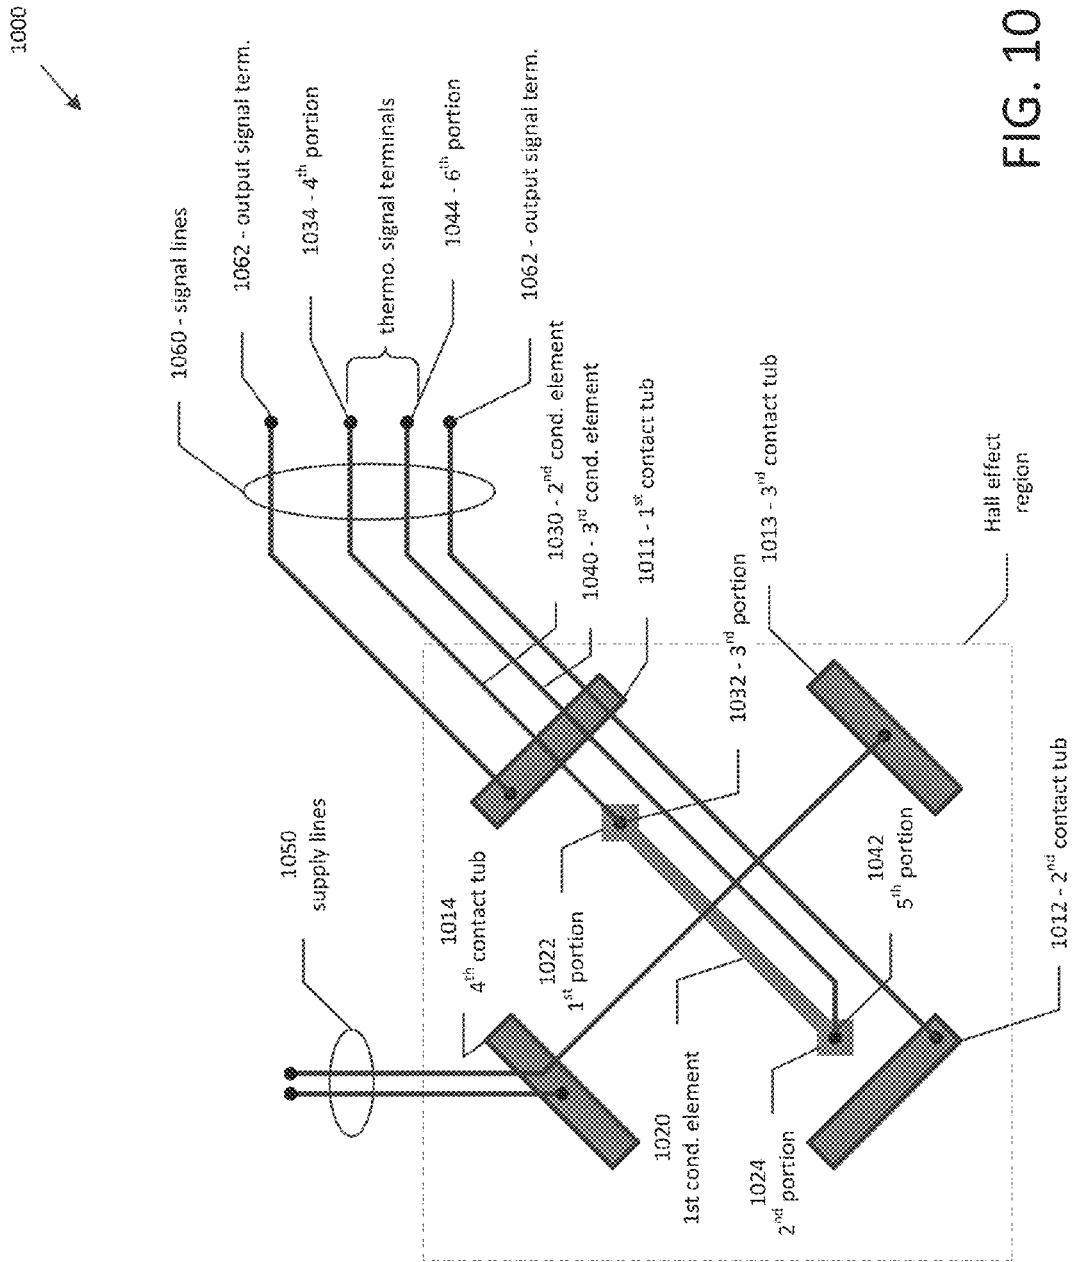 1000
1062 - output signal term.
1034 - 4th portion
thermo. signal terminals
1044 - 6th portion
1062 - output signal term.
1060 - signal lines
1030 - 2nd cond. element
1040 - 3rd cond. element
1011 - 1st contact tub
1032 - 3rd portion
1013 - 3rd contact tub
Hall effect
region
1050
supply lines
1014
4th contact tub
1022
1st portion
1042
5th portion
1012 - 2nd contact tub
1020
1st cond. element
1024
2nd portion
FIG. 10